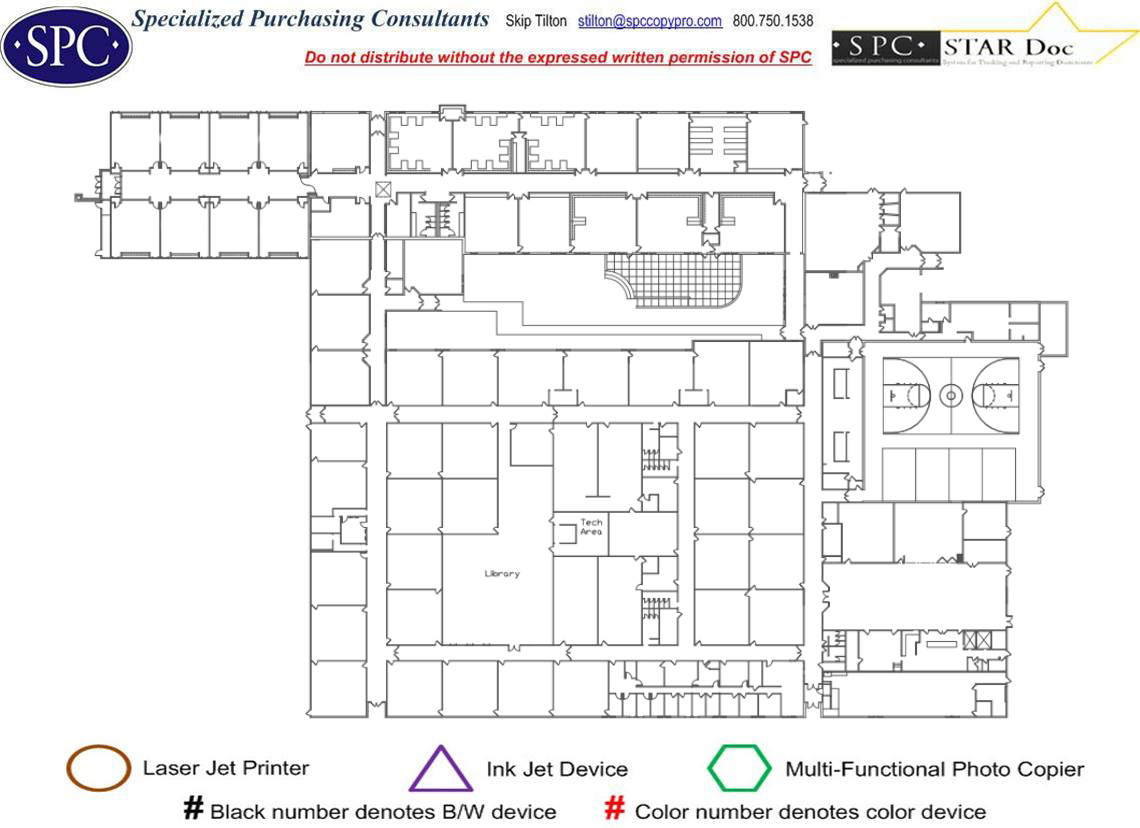 Specialized Purchasing Consultants Skip Tilton stilton@spccopypro.com 800.750.1538
·SPC·
Do not distribute without the expressed written permission of SPC
· S P C · STAR Doc
specialized purchasing consultants System for Tracking and Reporting Documents
Tech
Area
Library
Laser Jet Printer Ink Jet Device Multi-Functional Photo Copier
# Black number denotes B/W device # Color number denotes color device